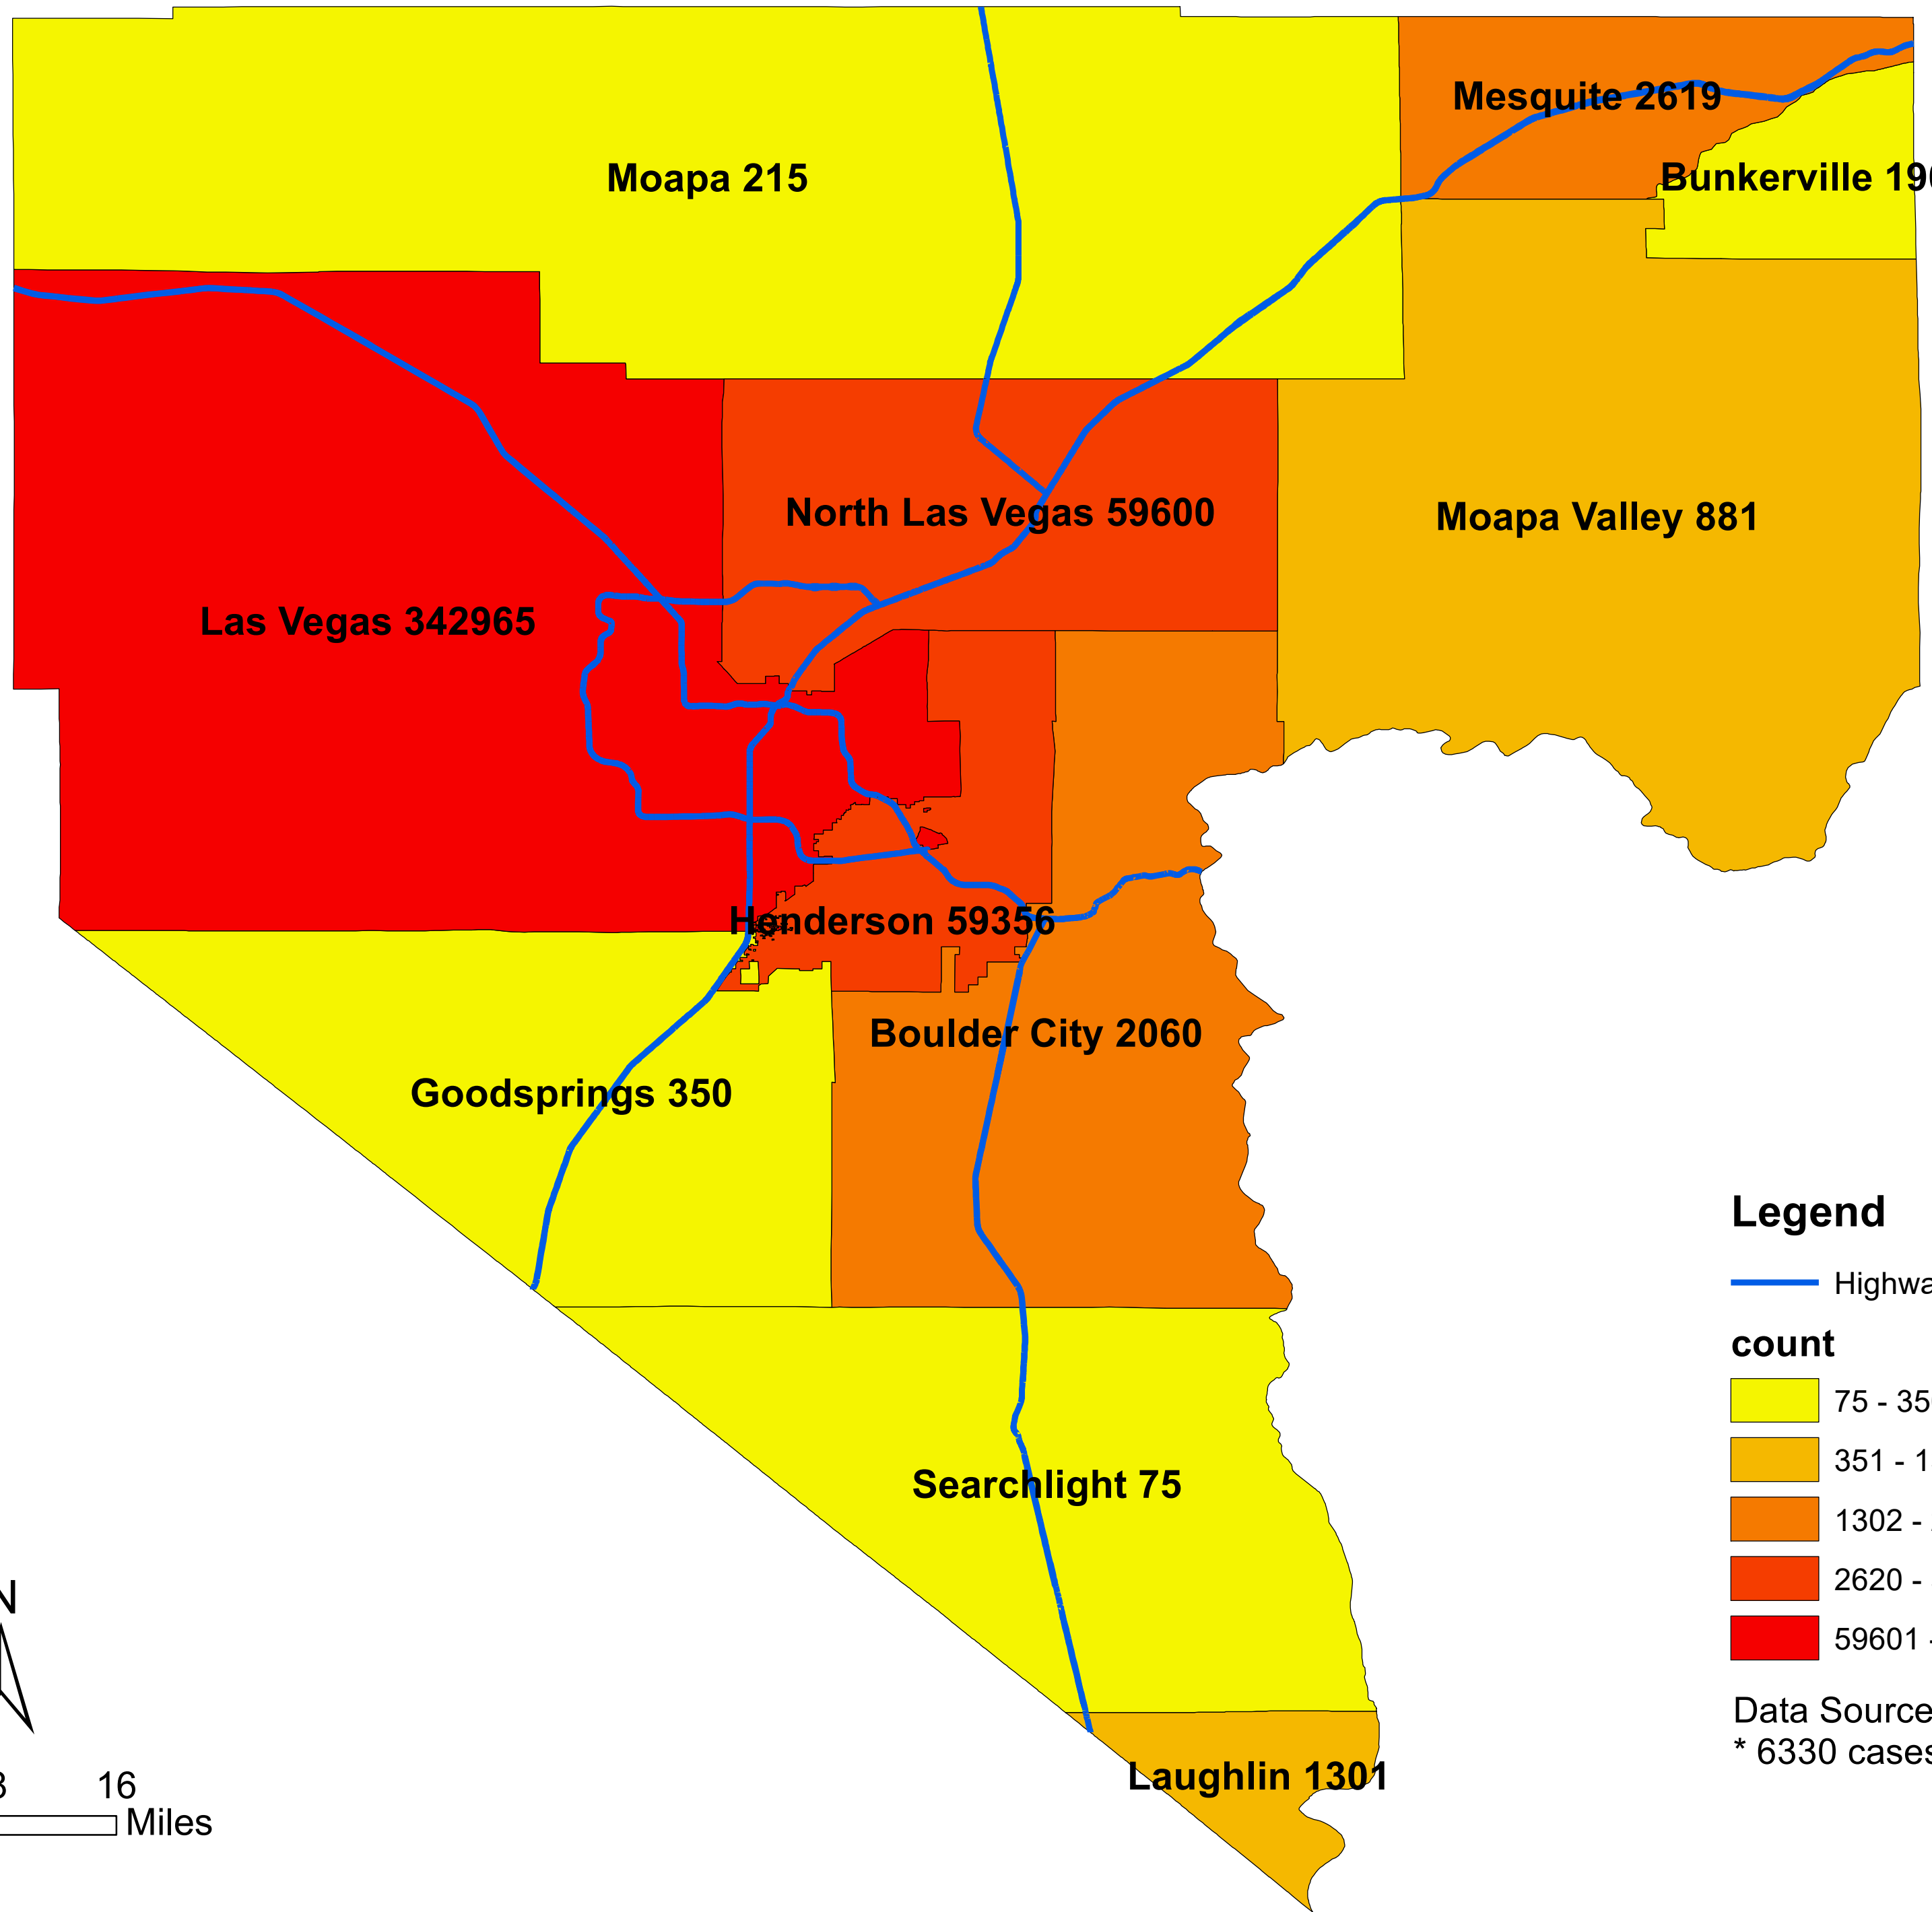 Mesquite 2619
Moapa 215
Bunkerville 190
North Las Vegas 59600
Moapa Valley 881
Las Vegas 342965
Henderson 59356
Boulder City 2060
Goodsprings 350
Searchlight 75
Laughlin 1301
Legend
count
75 - 35
351 - 1
1302 -
2620 -
59601 -
Data Source
* 6330 cases
N
16
Miles